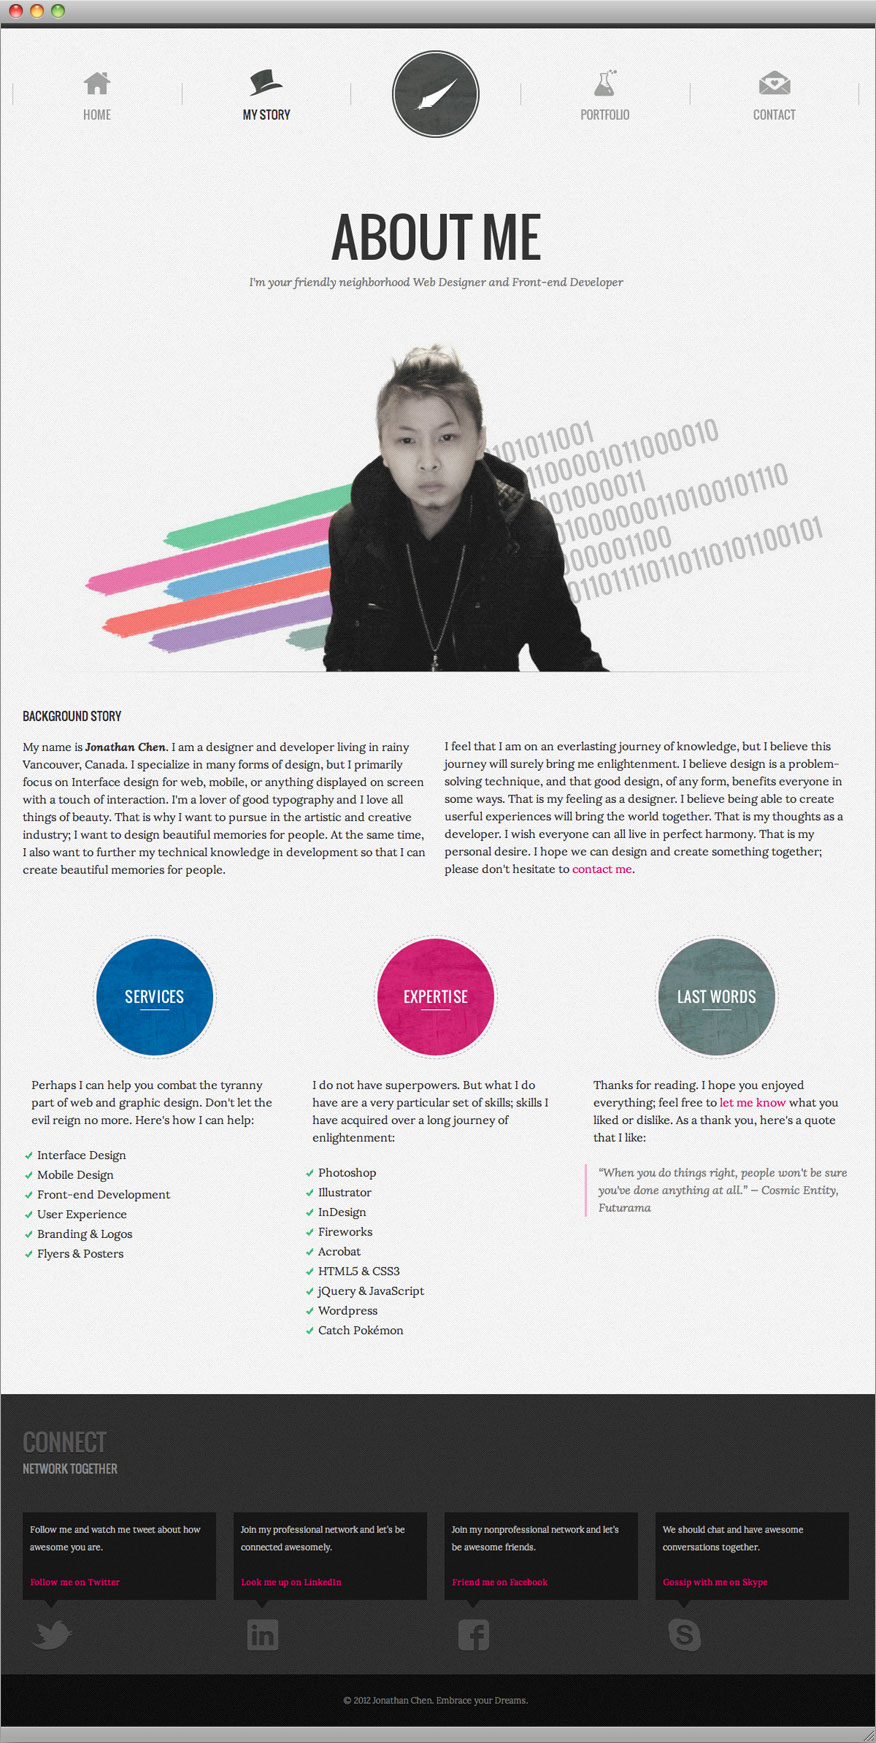 HOME
MY STORY
PORTFOLIO
CONTACT
ABOUT ME
I'm your friendly neighborhood Web Designer and Front-end Developer
101011001
1100001011000010
101000011
01000000110100101110
000001100
011011110110110101100101
BACKGROUND STORY
My name is Jonathan Chen. I am a designer and developer living in rainy
Vancouver, Canada. I specialize in many forms of design, but I primarily
focus on Interface design for web, mobile, or anything displayed on screen
with a touch of interaction. I'm a lover of good typography and I love all
things of beauty. That is why I want to pursue in the artistic and creative
industry; I want to design beautiful memories for people. At the same time,
I also want to further my technical knowledge in development so that I can
create beautiful memories for people.
I feel that I am on an everlasting journey of knowledge, but I believe this
journey will surely bring me enlightenment. I believe design is a problem-
solving technique, and that good design, of any form, benefits everyone in
some ways. That is my feeling as a designer. I believe being able to create
userful experiences will bring the world together. That is my thoughts as a
developer. I wish everyone can all live in perfect harmony. That is my
personal desire. I hope we can design and create something together;
please don't hesitate to contact me.
SERVICES
Perhaps I can help you combat the tyranny
part of web and graphic design. Don't let the
evil reign no more. Here's how I can help:
Interface Design
Mobile Design
Front-end Development
User Experience
Branding & Logos
Flyers & Posters
EXPERTISE
I do not have superpowers. But what I do
have are a very particular set of skills; skills I
have acquired over a long journey of
enlightenment:
Photoshop
Illustrator
InDesign
Fireworks
Acrobat
HTML5 & CSS3
jQuery & JavaScript
Wordpress
Catch Pokémon
LAST WORDS
Thanks for reading. I hope you enjoyed
everything; feel free to let me know what you
liked or dislike. As a thank you, here's a quote
that I like:
“When you do things right, people won't be sure
you've done anything at all.” — Cosmic Entity,
Futurama
CONNECT
NETWORK TOGETHER
Follow me and watch me tweet about how
awesome you are.
Follow me on Twitter
Join my professional network and let's be
connected awesomely.
Look me up on LinkedIn
Join my nonprofessional network and let's
be awesome friends.
Friend me on Facebook
We should chat and have awesome
conversations together.
Gossip with me on Skype
© 2012 Jonathan Chen. Embrace your Dreams.